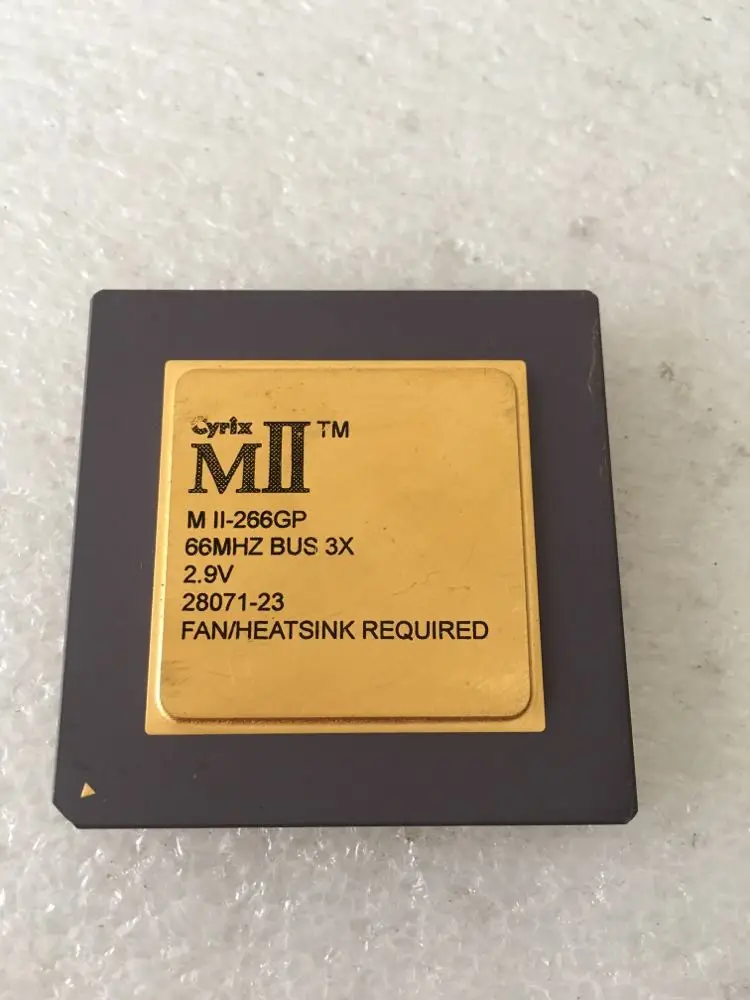 Cyrix
MII™
M II-266GP
66MHZ BUS 3X
2.9V
28071-23
FAN/HEATSINK REQUIRED